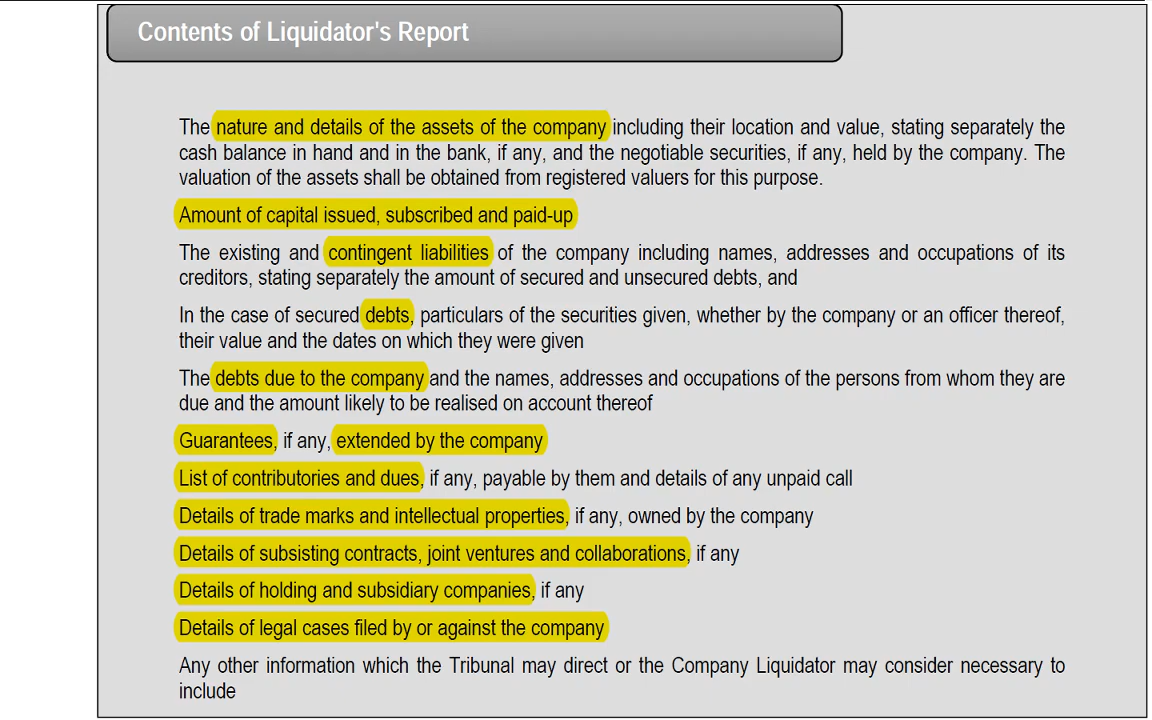 Contents of Liquidator's Report
The nature and details of the assets of the company including their location and value, stating separately the
cash balance in hand and in the bank, if any, and the negotiable securities, if any, held by the company. The
valuation of the assets shall be obtained from registered valuers for this purpose.
Amount of capital issued, subscribed and paid-up
The existing and contingent liabilities of the company including names, addresses and occupations of its
creditors, stating separately the amount of secured and unsecured debts, and
In the case of secured debts, particulars of the securities given, whether by the company or an officer thereof,
their value and the dates on which they were given
The debts due to the company and the names, addresses and occupations of the persons from whom they are
due and the amount likely to be realised on account thereof
Guarantees, if any, extended by the company
List of contributories and dues, if any, payable by them and details of any unpaid call
Details of trade marks and intellectual properties, if any, owned by the company
Details of subsisting contracts, joint ventures and collaborations, if any
Details of holding and subsidiary companies, if any
Details of legal cases filed by or against the company
Any other information which the Tribunal may direct or the Company Liquidator may consider necessary to
include